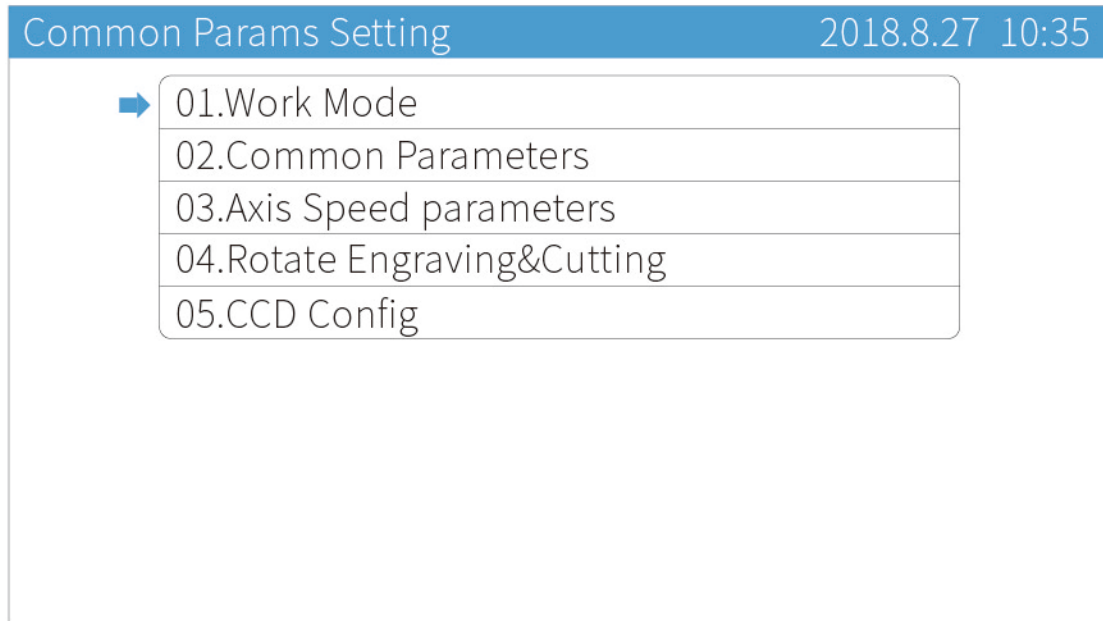 Common Params Setting 2018.8.27 10:35
01.Work Mode
02.Common Parameters
03.Axis Speed parameters
04.Rotate Engraving&Cutting
05.CCD Config